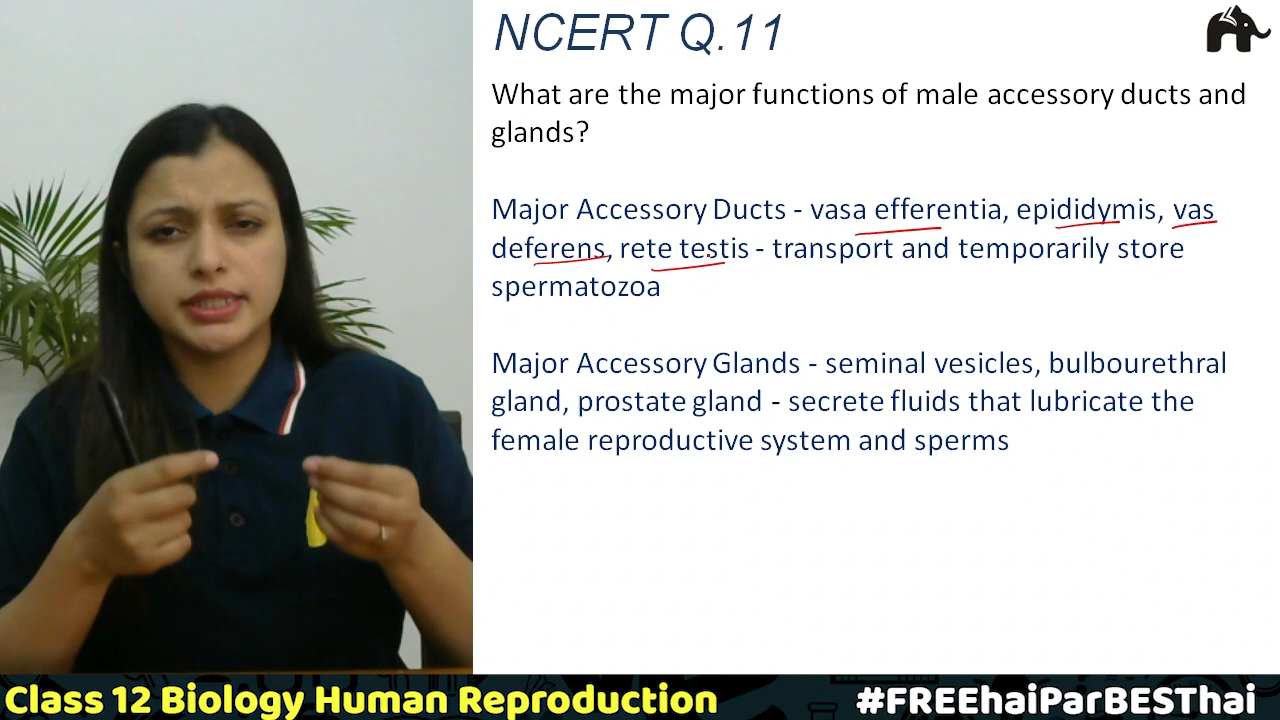 NCERT Q.11
What are the major functions of male accessory ducts and
glands?
Major Accessory Ducts - vasa efferentia, epididymis, vas
deferens, rete testis - transport and temporarily store
spermatozoa
Major Accessory Glands - seminal vesicles, bulbourethral
gland, prostate gland - secrete fluids that lubricate the
female reproductive system and sperms
Class 12 Biology Human Reproduction
#FREEhaiParBESThai